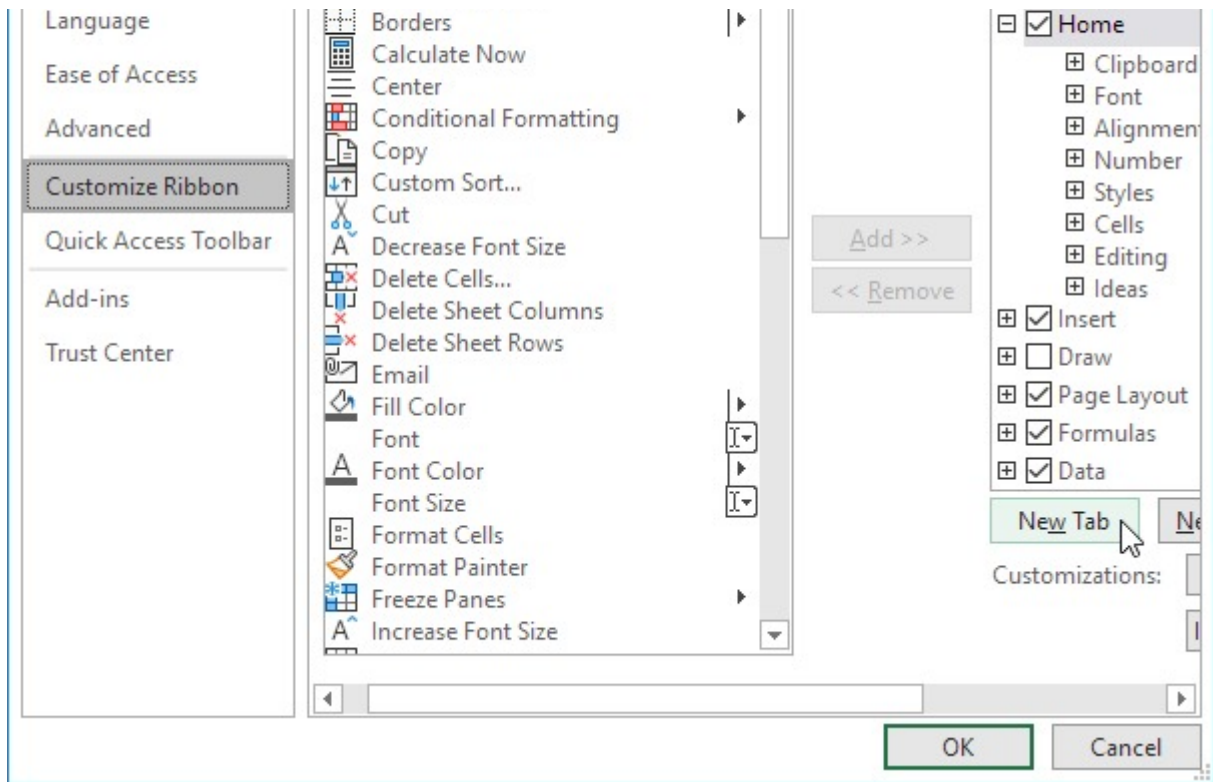 Language
Ease of Access
Advanced
Customize Ribbon
Quick Access Toolbar
Add-ins
Trust Center
Borders
Calculate Now
Center
Conditional Formatting
Copy
Custom Sort...
Cut
Decrease Font Size
Delete Cells...
Delete Sheet Columns
Delete Sheet Rows
Email
Fill Color
Font
Font Color
Font Size
Format Cells
Format Painter
Freeze Panes
Increase Font Size
Add >>
<< Remove
Home
Clipboard
Font
Alignmen
Number
Styles
Cells
Editing
Ideas
Insert
Draw
Page Layout
Formulas
Data
New Tab
Customizations:
OK
Cancel